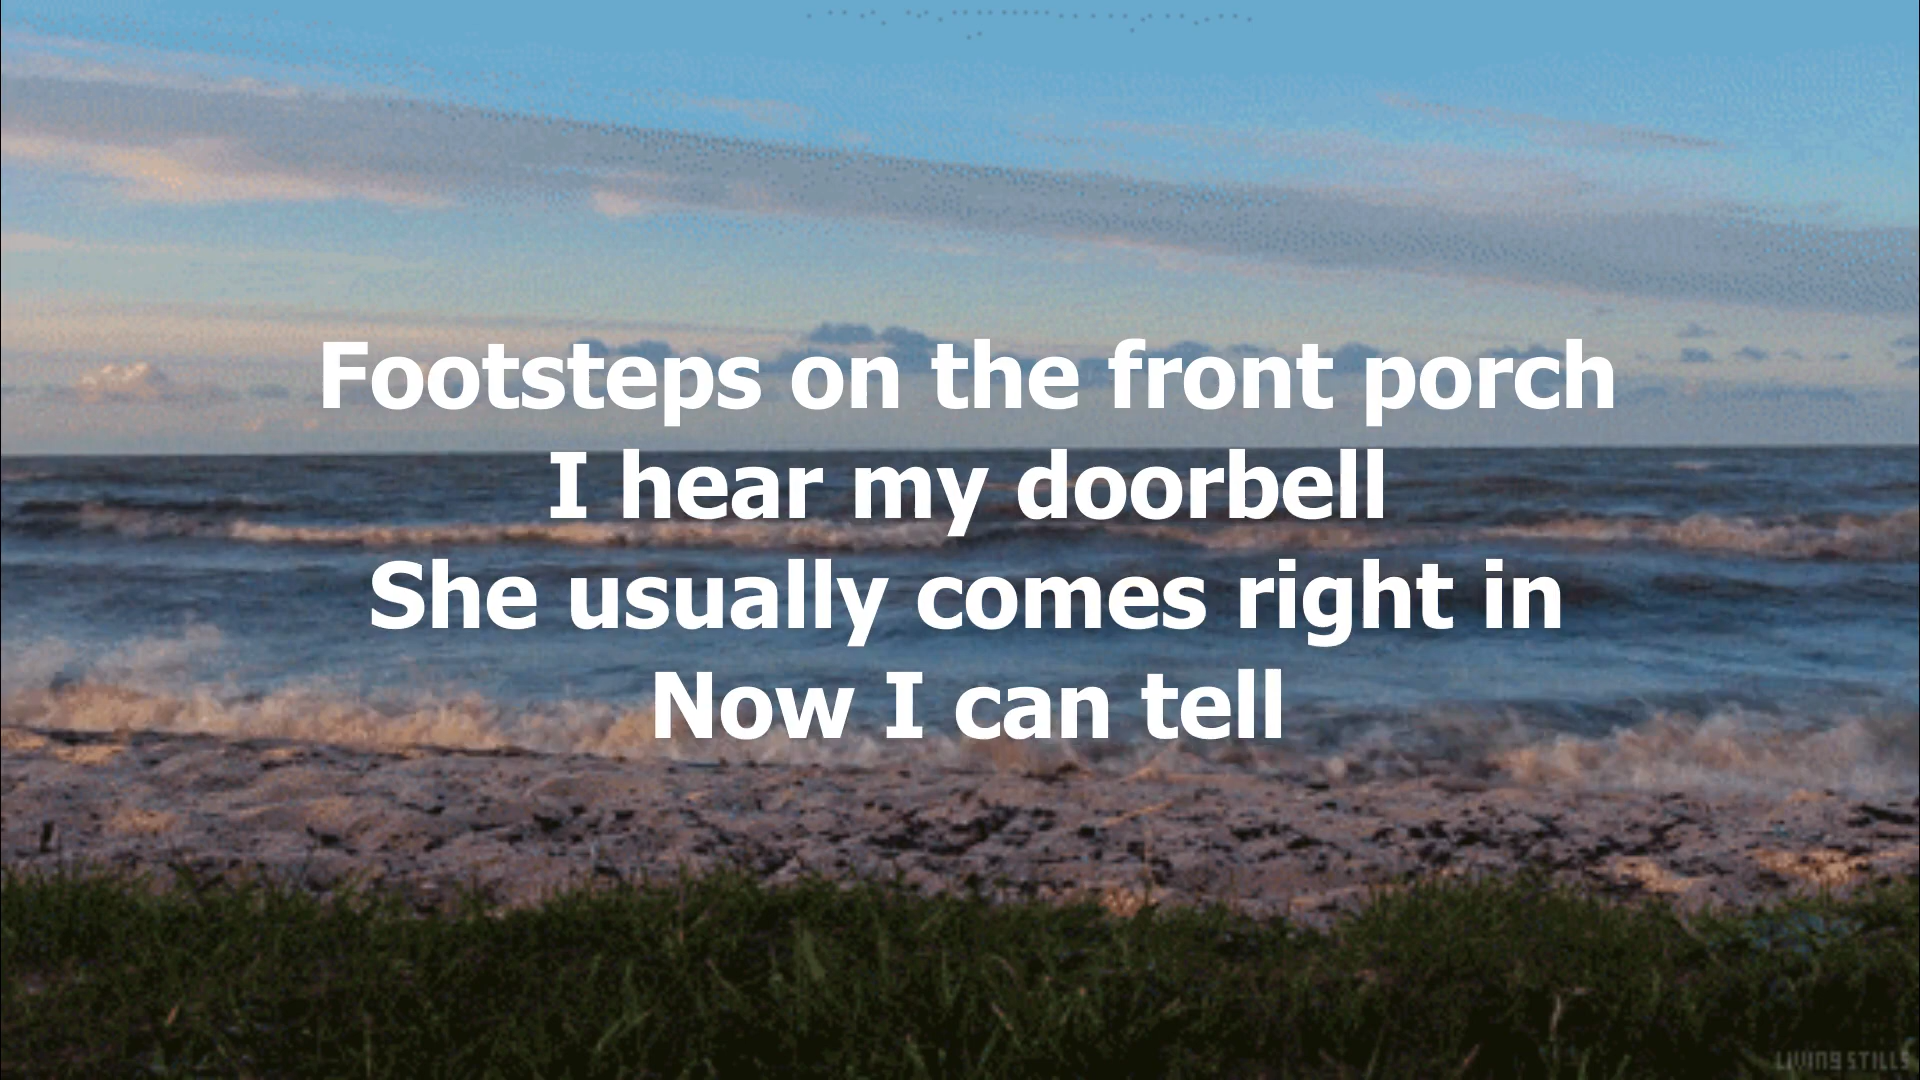 Footsteps on the front porch
I hear my doorbell
She usually comes right in
Now I can tell
LIVING STILLS